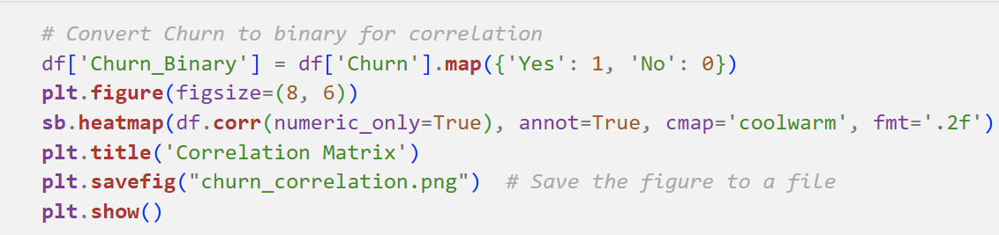 # Convert Churn to binary for correlation
df['Churn_Binary'] = df['Churn'].map({'Yes': 1, 'No': 0})
plt.figure(figsize=(8, 6))
sb.heatmap(df.corr(numeric_only=True), annot=True, cmap='coolwarm', fmt='.2f')
plt.title('Correlation Matrix')
plt.savefig("churn_correlation.png")  # Save the figure to a file
plt.show()